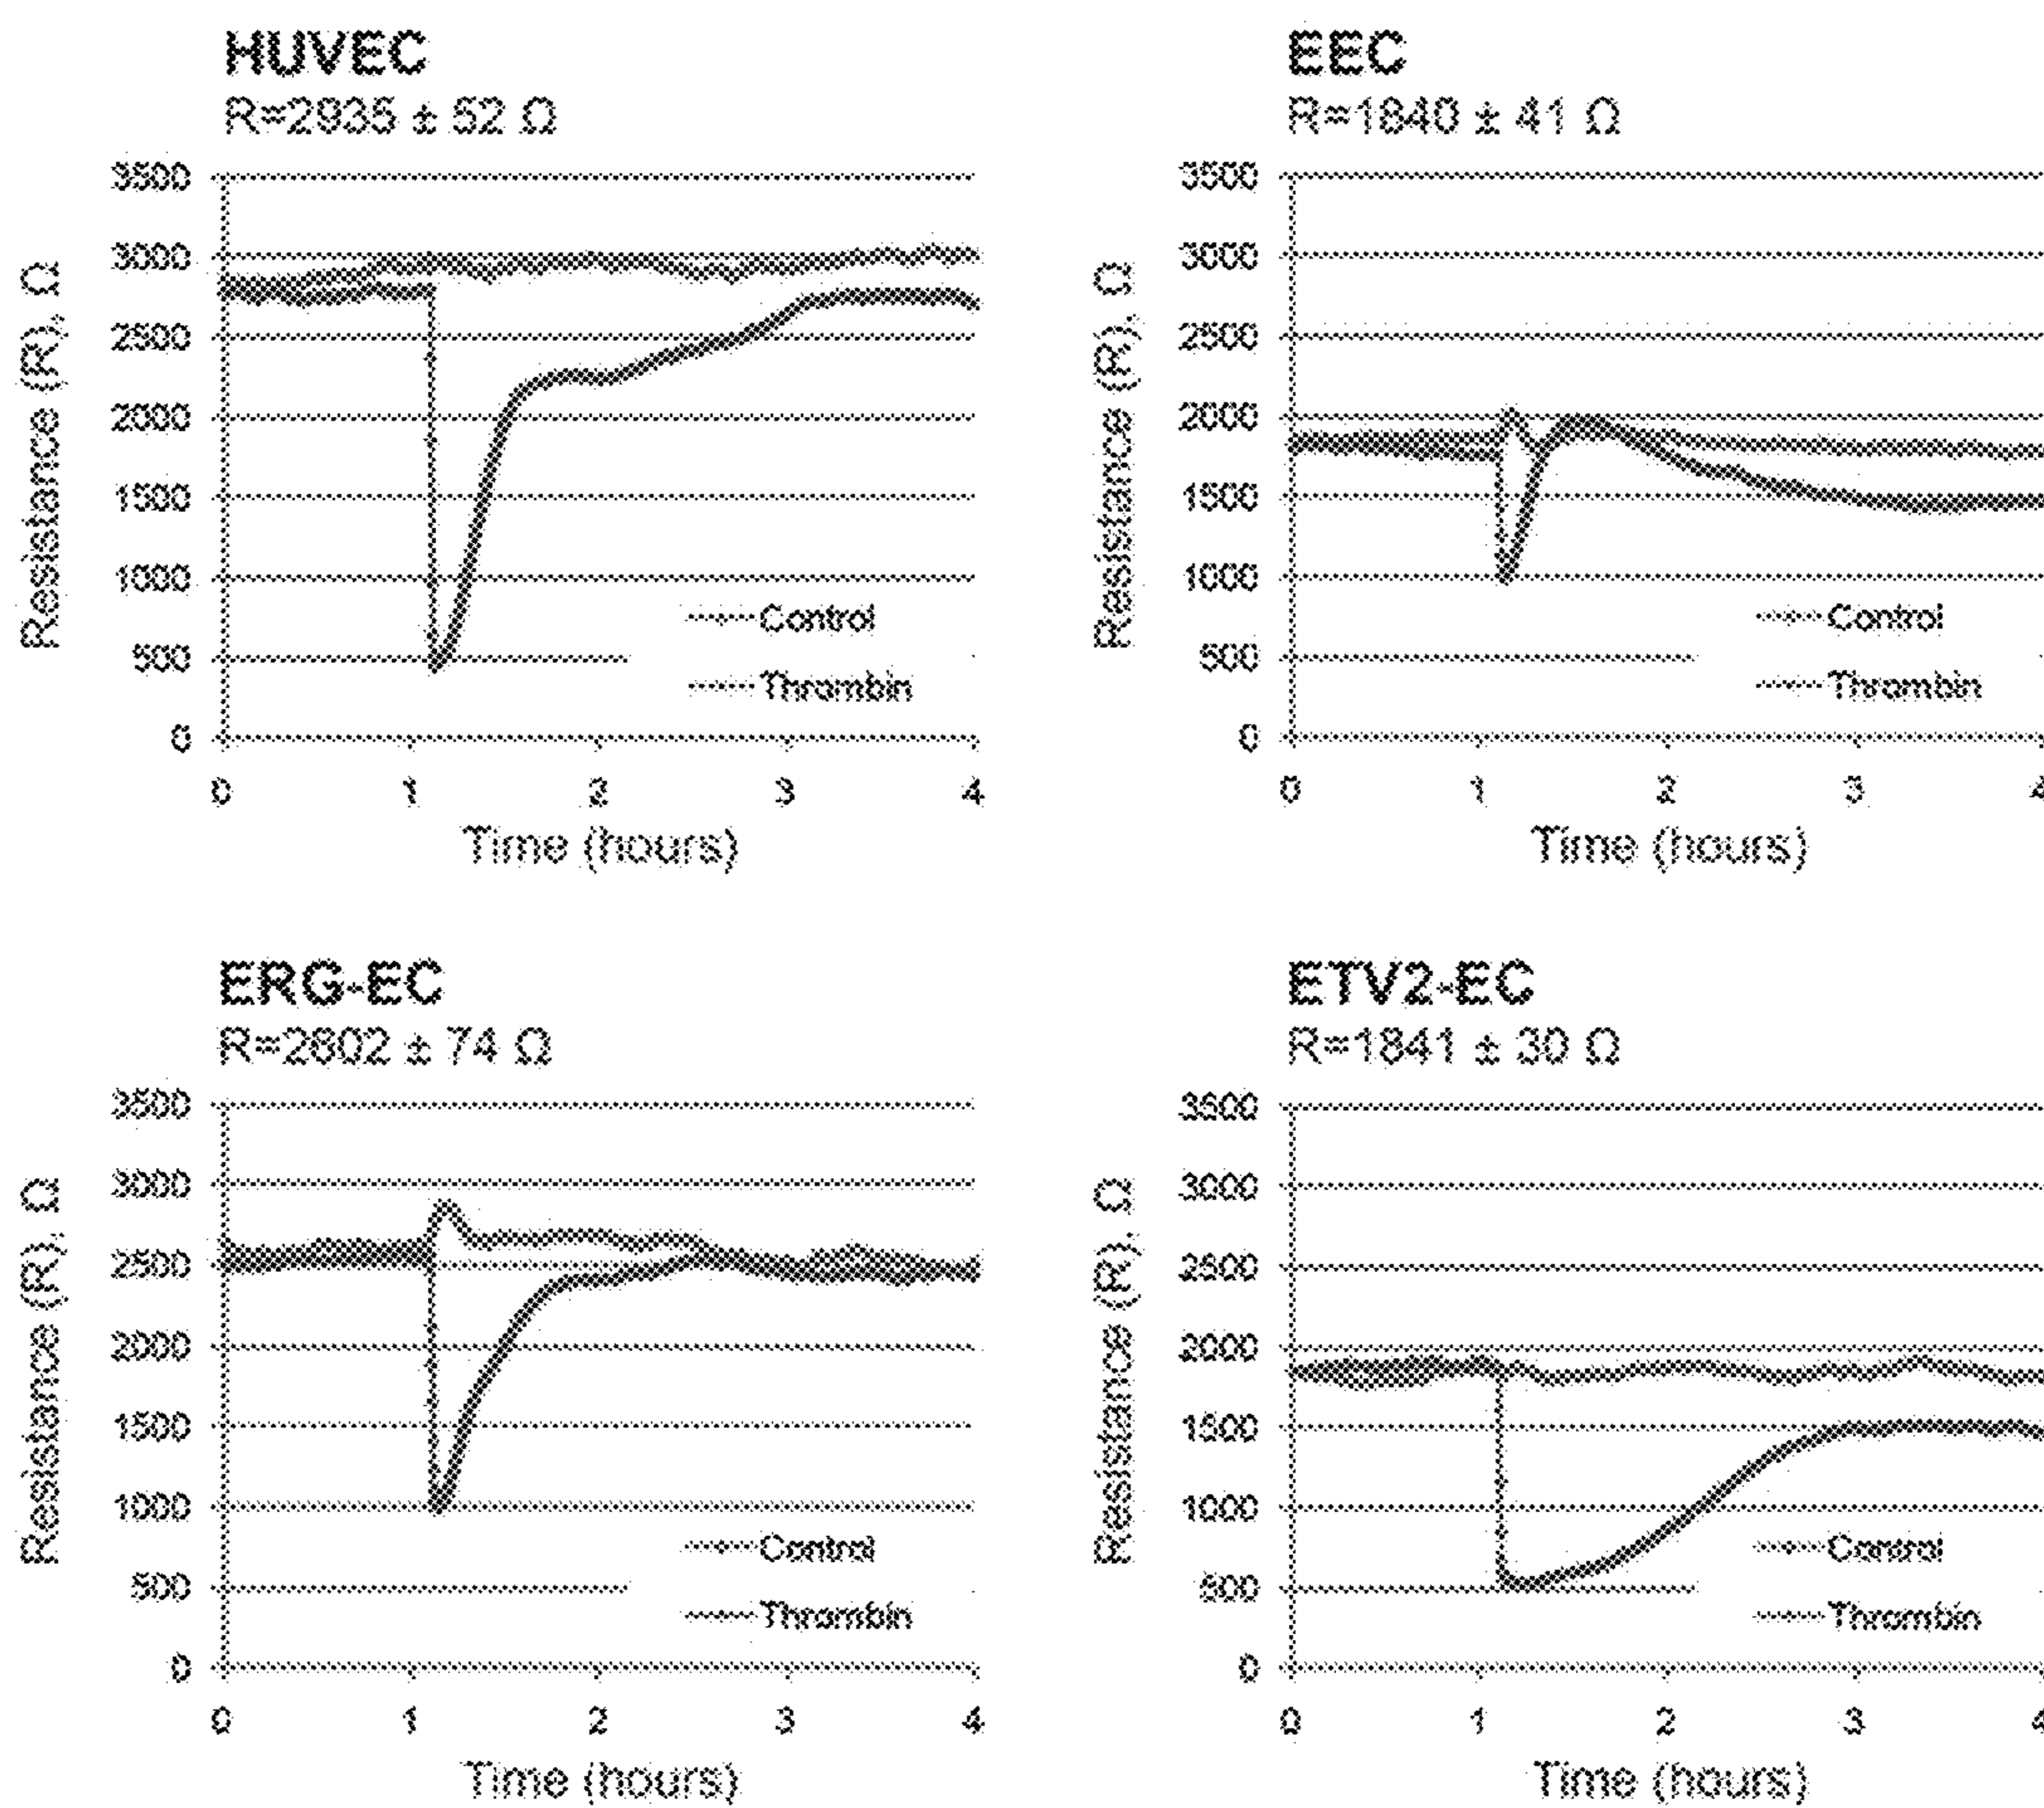 HUVEC
R=2935 ± 52 Ω
3500
3000
2500
2000
1500
1000
500
0
Resistance (R), Ω
Control
Thrombin
0 1 2 3 4
Time (hours)
EEC
R=1840 ± 41 Ω
3500
3000
2500
2000
1500
1000
500
0
Resistance (R), Ω
Control
Thrombin
0 1 2 3 4
Time (hours)
ERG-EC
R=2602 ± 74 Ω
3500
3000
2500
2000
1500
1000
500
0
Resistance (R), Ω
Control
Thrombin
0 1 2 3 4
Time (hours)
ETV2-EC
R=1841 ± 30 Ω
3500
3000
2500
2000
1500
1000
500
0
Resistance (R), Ω
Control
Thrombin
0 1 2 3 4
Time (hours)